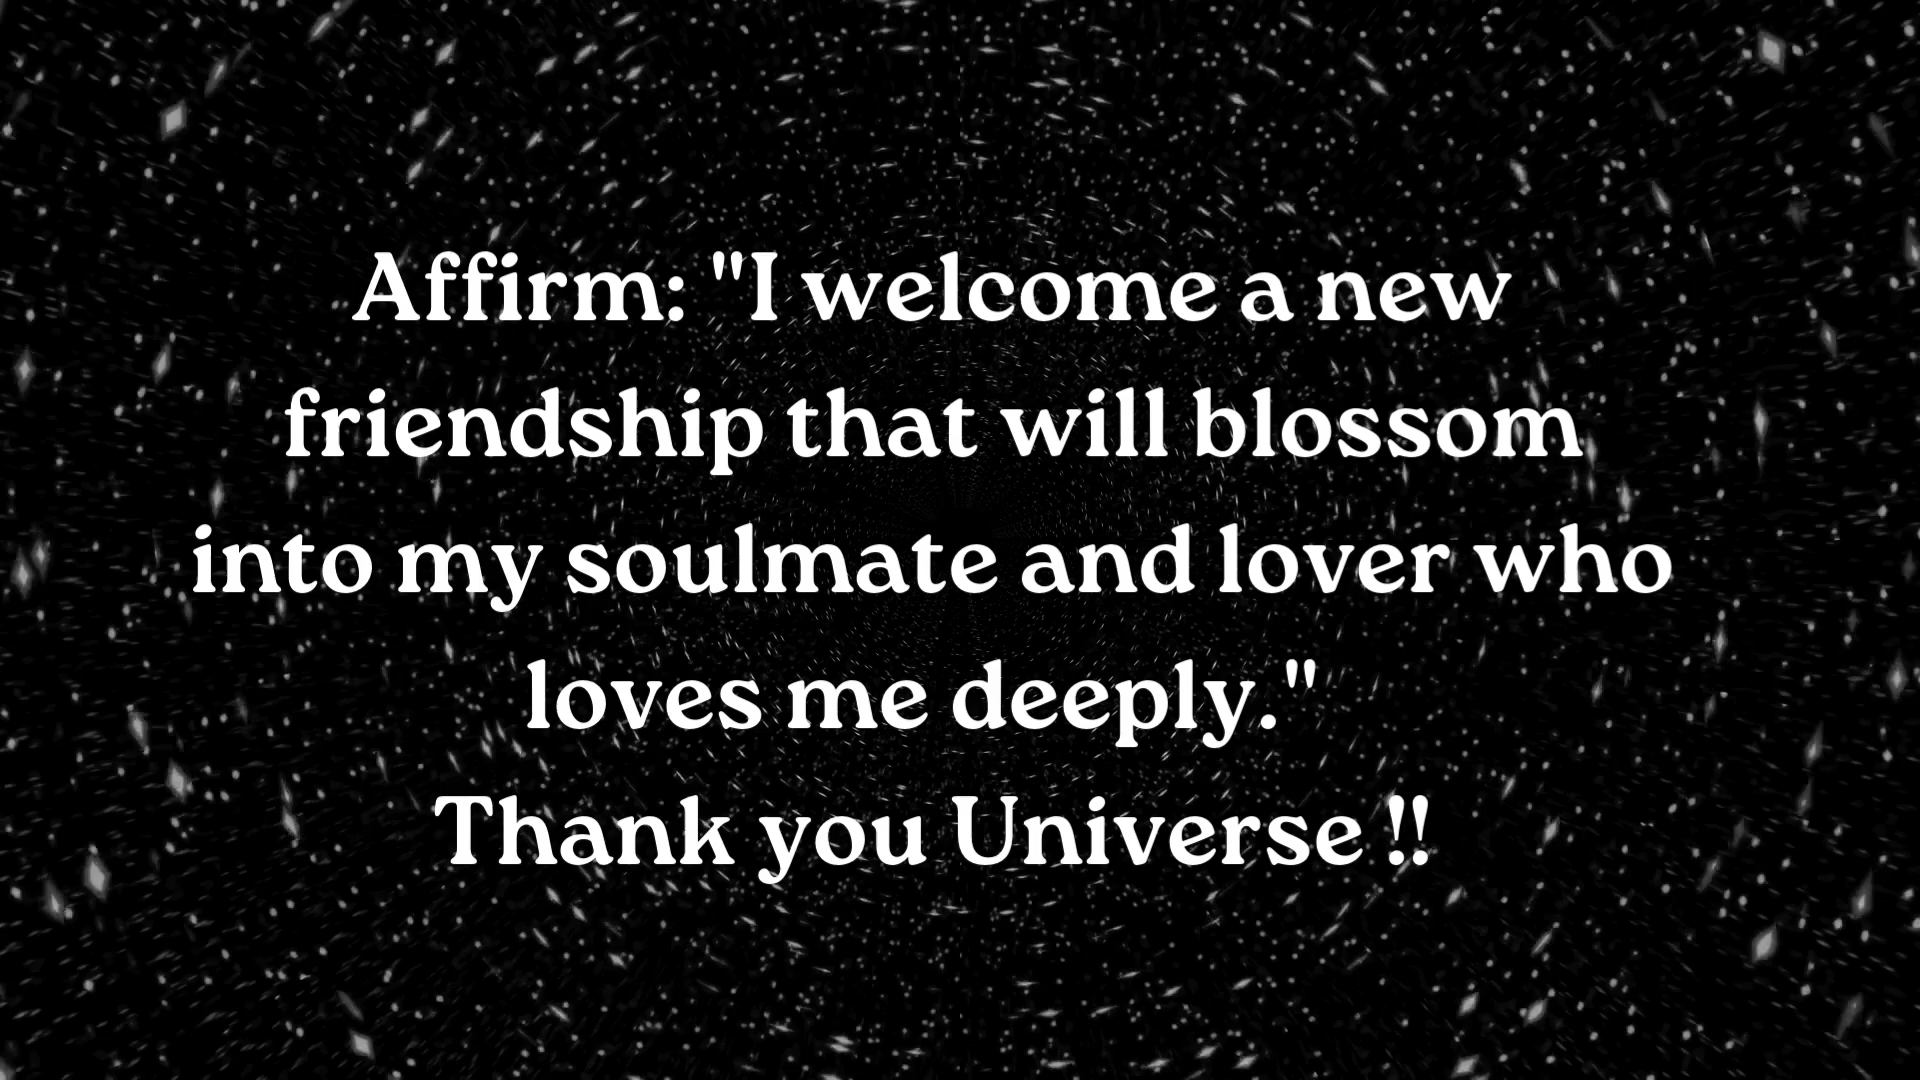 Affirm: "I welcome a new
friendship that will blossom
into my soulmate and lover who
loves me deeply."
Thank you Universe !!